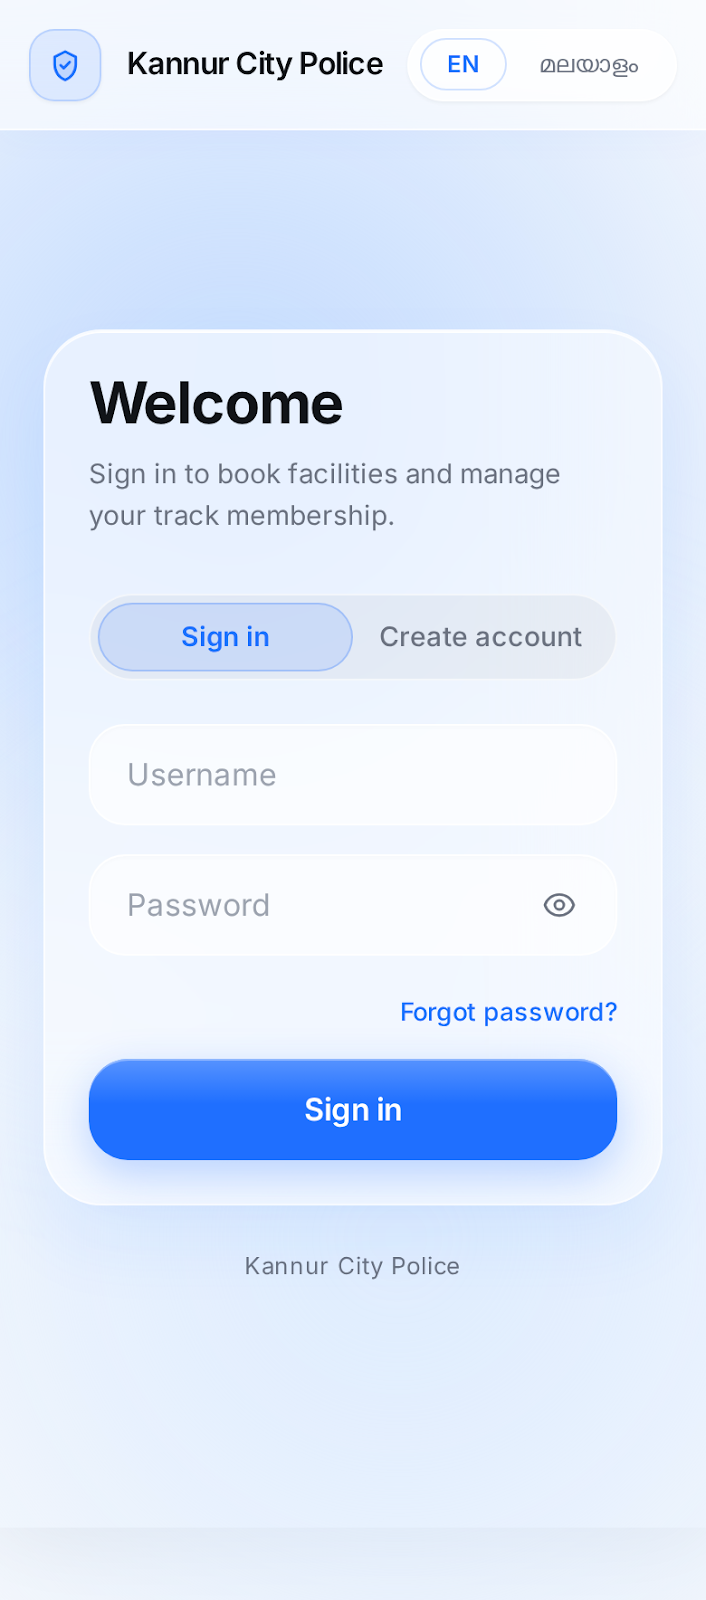 Kannur City Police
EN
മലയാളം
Welcome
Sign in to book facilities and manage
your track membership.
Sign in
Create account
Username
Password
Forgot password?
Sign in
Kannur City Police